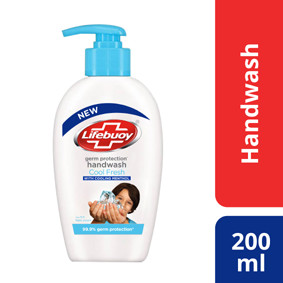 NEW
Lifebuoy
germ protection
handwash
Cool Fresh
WITH COOLING MENTHOL
99.9% germ protection*
Handwash
200
ml